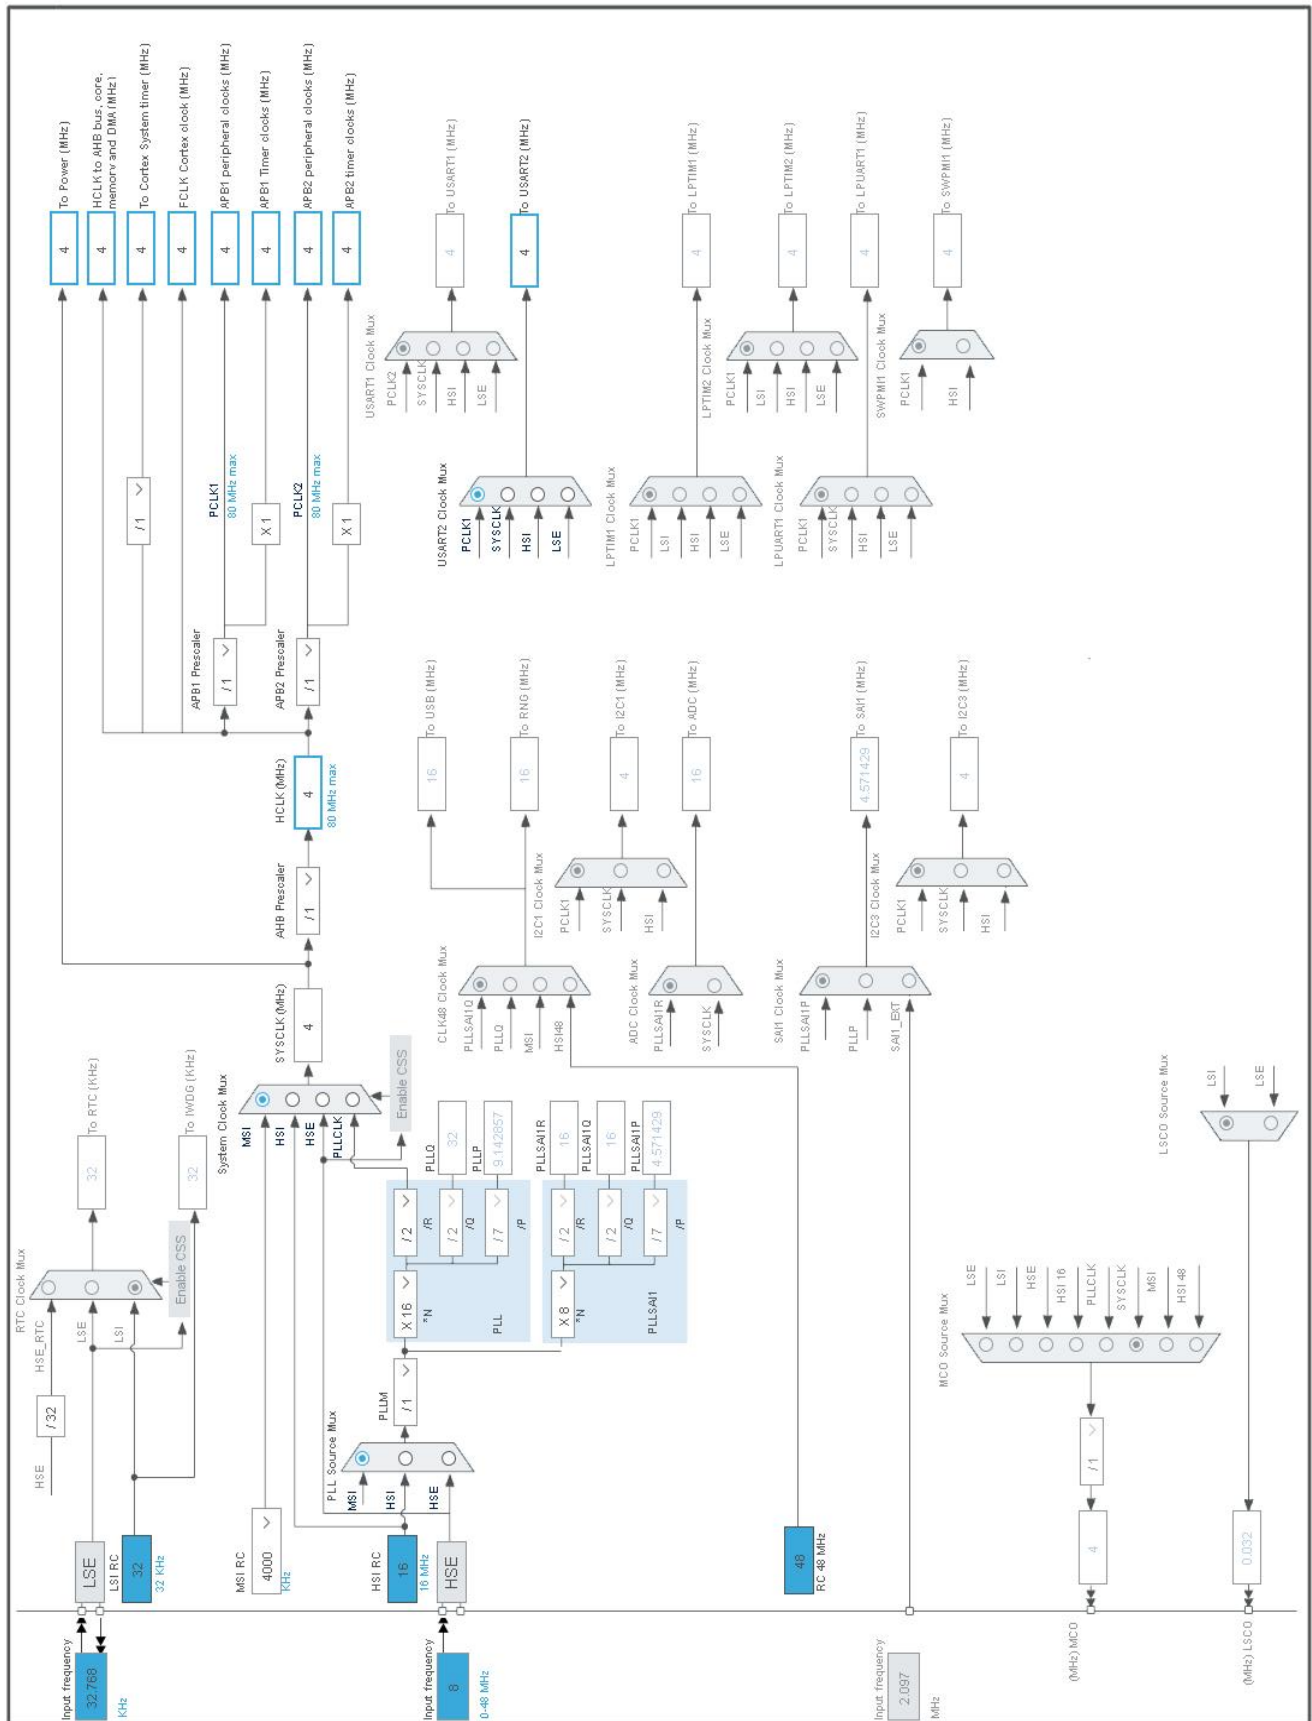 Input frequency
32.768
KHz
LSE
LSI RC
32
32 KHz
HSE
/ 32
HSE_RTC
LSE
LSI
RTC Clock Mux
Enable CSS
32
To RTC (KHz)
32
To IWDG (KHz)
MSI RC
4000
KHz
HSI RC
16
16 MHz
Input frequency
8
0-48 MHz
HSE
PLL Source Mux
MSI
HSI
HSE
PLLM
/ 1
X 16
*N
PLL
/ 2
/R
/ 2
/Q
/ 7
/P
PLLQ
32
PLLP
9.142857
X 8
*N
PLLSAI1
/ 2
/R
/ 2
/Q
/ 7
/P
PLLSAI1R
16
PLLSAI1Q
16
PLLSAI1P
4.571429
System Clock Mux
MSI
HSI
HSE
PLLCLK
Enable CSS
SYSCLK (MHz)
4
AHB Prescaler
/ 1
HCLK (MHz)
4
80 MHz max
APB1 Prescaler
/ 1
APB2 Prescaler
/ 1
/ 1
PCLK1
80 MHz max
X 1
PCLK2
80 MHz max
X 1
4
To Power (MHz)
4
HCLK to AHB bus, core,
memory and DMA (MHz)
4
To Cortex System timer (MHz)
4
FCLK Cortex clock (MHz)
4
APB1 peripheral clocks (MHz)
4
APB1 Timer clocks (MHz)
4
APB2 peripheral clocks (MHz)
4
APB2 timer clocks (MHz)
USART1 Clock Mux
PCLK2
SYSCLK
HSI
LSE
4
To USART1 (MHz)
USART2 Clock Mux
PCLK1
SYSCLK
HSI
LSE
4
To USART2 (MHz)
LPTIM1 Clock Mux
PCLK1
LSI
HSI
LSE
4
To LPTIM1 (MHz)
LPTIM2 Clock Mux
PCLK1
LSI
HSI
LSE
4
To LPTIM2 (MHz)
LPUART1 Clock Mux
PCLK1
SYSCLK
HSI
LSE
4
To LPUART1 (MHz)
SWPMI1 Clock Mux
PCLK1
HSI
4
To SWPMI1 (MHz)
CLK48 Clock Mux
PLLSAI1Q
PLLQ
MSI
HSI48
16
To USB (MHz)
16
To RNG (MHz)
I2C1 Clock Mux
PCLK1
SYSCLK
HSI
4
To I2C1 (MHz)
ADC Clock Mux
PLLSAI1R
SYSCLK
16
To ADC (MHz)
SAI1 Clock Mux
PLLSAI1P
PLLP
SAI1_EXT
4.571429
To SAI1 (MHz)
I2C3 Clock Mux
PCLK1
SYSCLK
HSI
4
To I2C3 (MHz)
48
RC 48 MHz
Input frequency
2.097
MHz
MCO Source Mux
LSE
LSI
HSE
HSI 16
PLLCLK
SYSCLK
MSI
HSI 48
/ 1
4
(MHz) MCO
LSCO Source Mux
LSI
LSE
0.032
(MHz) LSCO